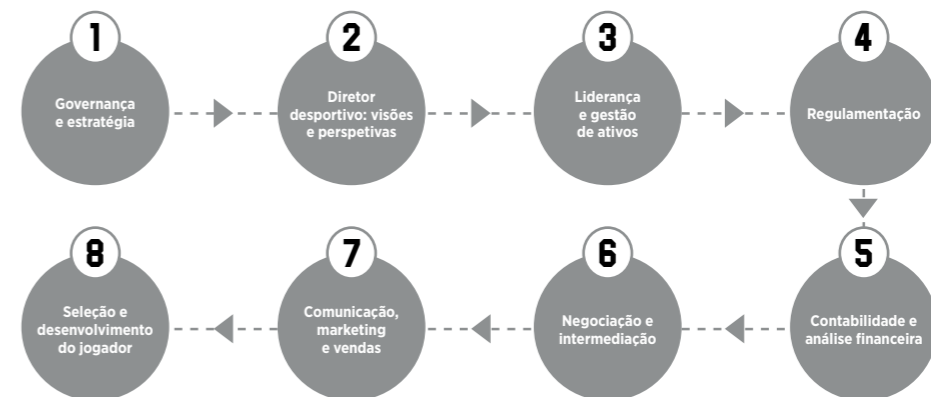 1
Governança
e estratégia
2
Diretor
desportivo: visões
e perspetivas
3
Liderança
e gestão
de ativos
4
Regulamentação
5
Contabilidade e
análise financeira
6
Negociação e
intermediação
7
Comunicação,
marketing
e vendas
8
Seleção e
desenvolvimento
do jogador